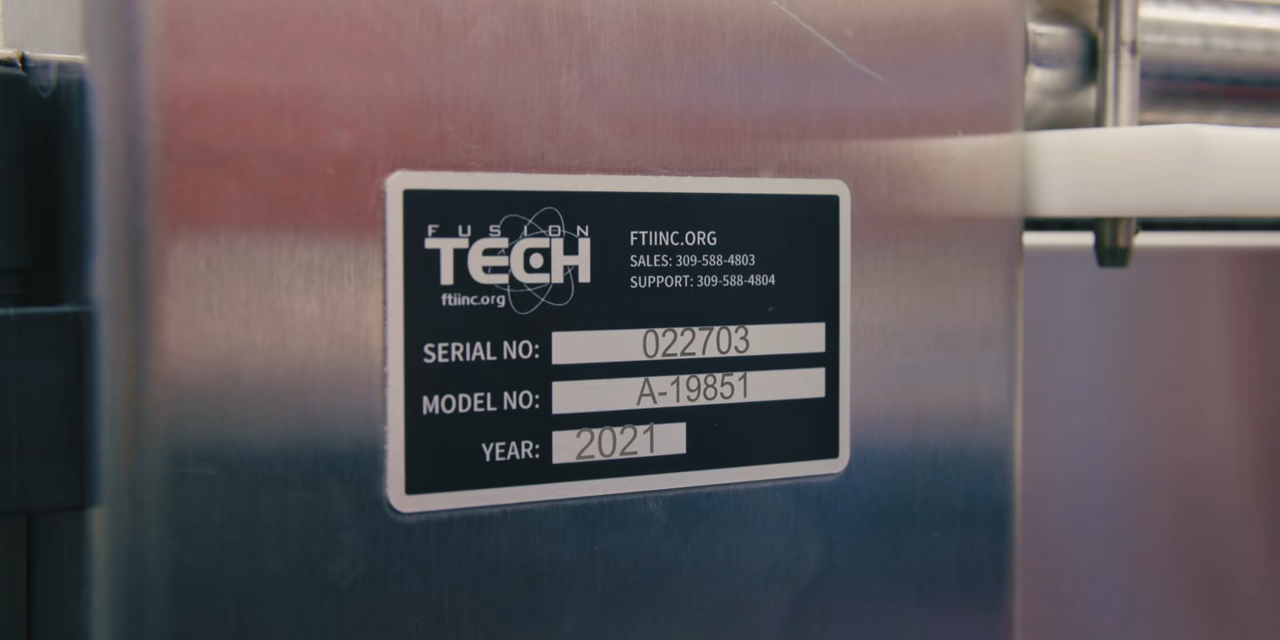 FUSION
TECH
ftiinc.org
FTIINC.ORG
SALES: 309-588-4803
SUPPORT: 309-588-4804
SERIAL NO: 022703
MODEL NO: A-19851
YEAR: 2021